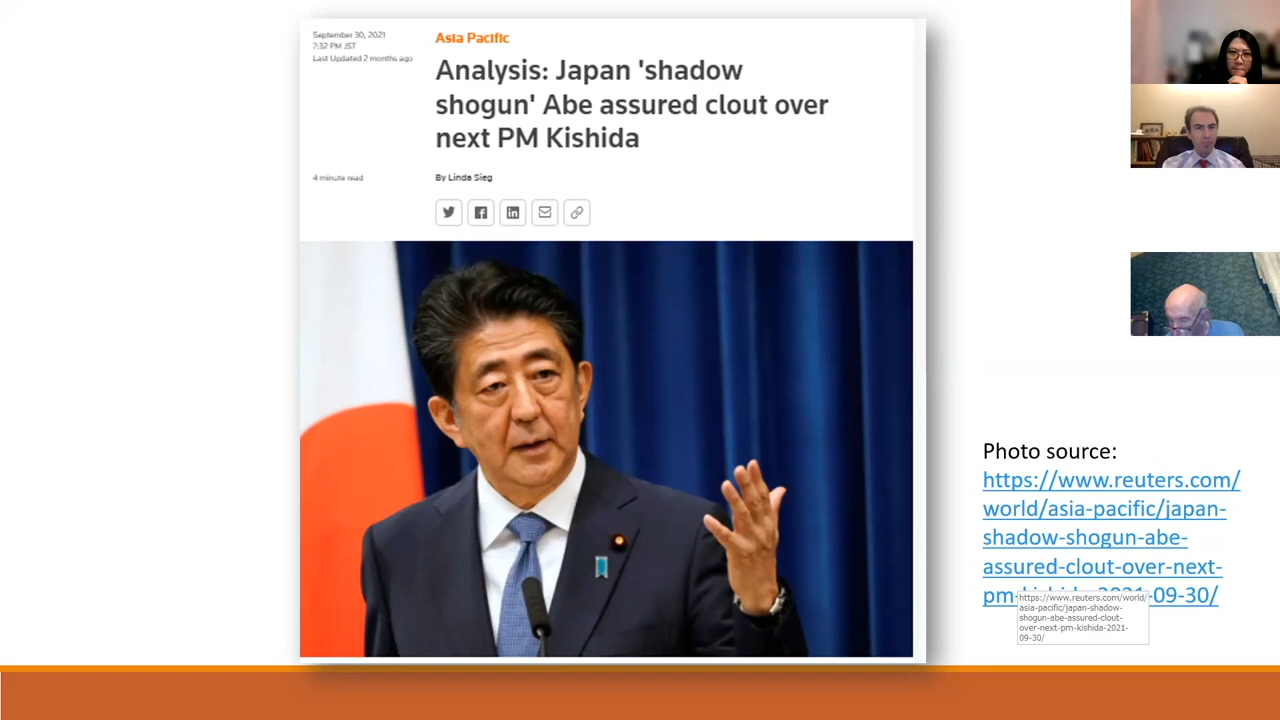 September 30, 2021
7:32 PM JST
Last Updated 2 months ago
Asia Pacific
Analysis: Japan 'shadow
shogun' Abe assured clout over
next PM Kishida
4 minute read
By Linda Sieg
Photo source:
https://www.reuters.com/
world/asia-pacific/japan-
shadow-shogun-abe-
assured-clout-over-next-
pm-kishida-2021-09-30/
https://www.reuters.com/world/
asia-pacific/japan-shadow-
shogun-abe-assured-clout-
over-next-pm-kishida-2021-
09-30/